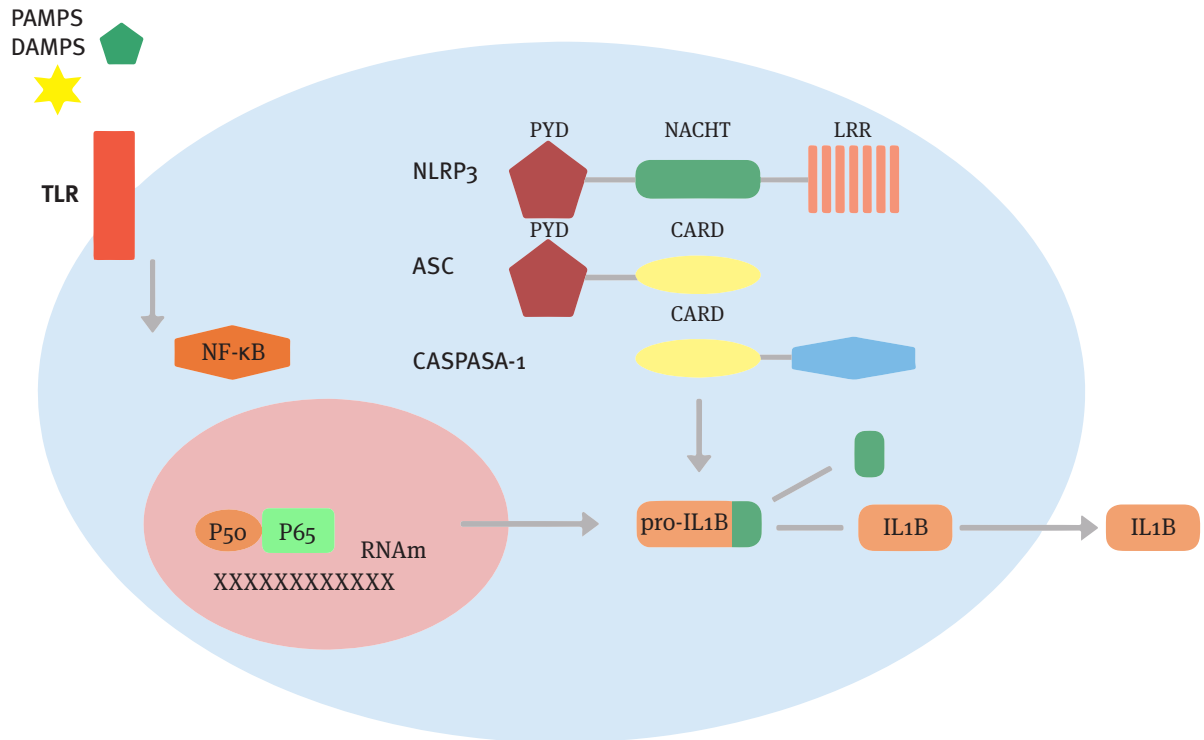 PAMPS
DAMPS
TLR
NF-κB
PYD
NACHT
LRR
NLRP3
PYD
CARD
ASC
CARD
CASPASA-1
P50
P65
RNAm
XXXXXXXXXXXX
pro-IL1B
IL1B
IL1B